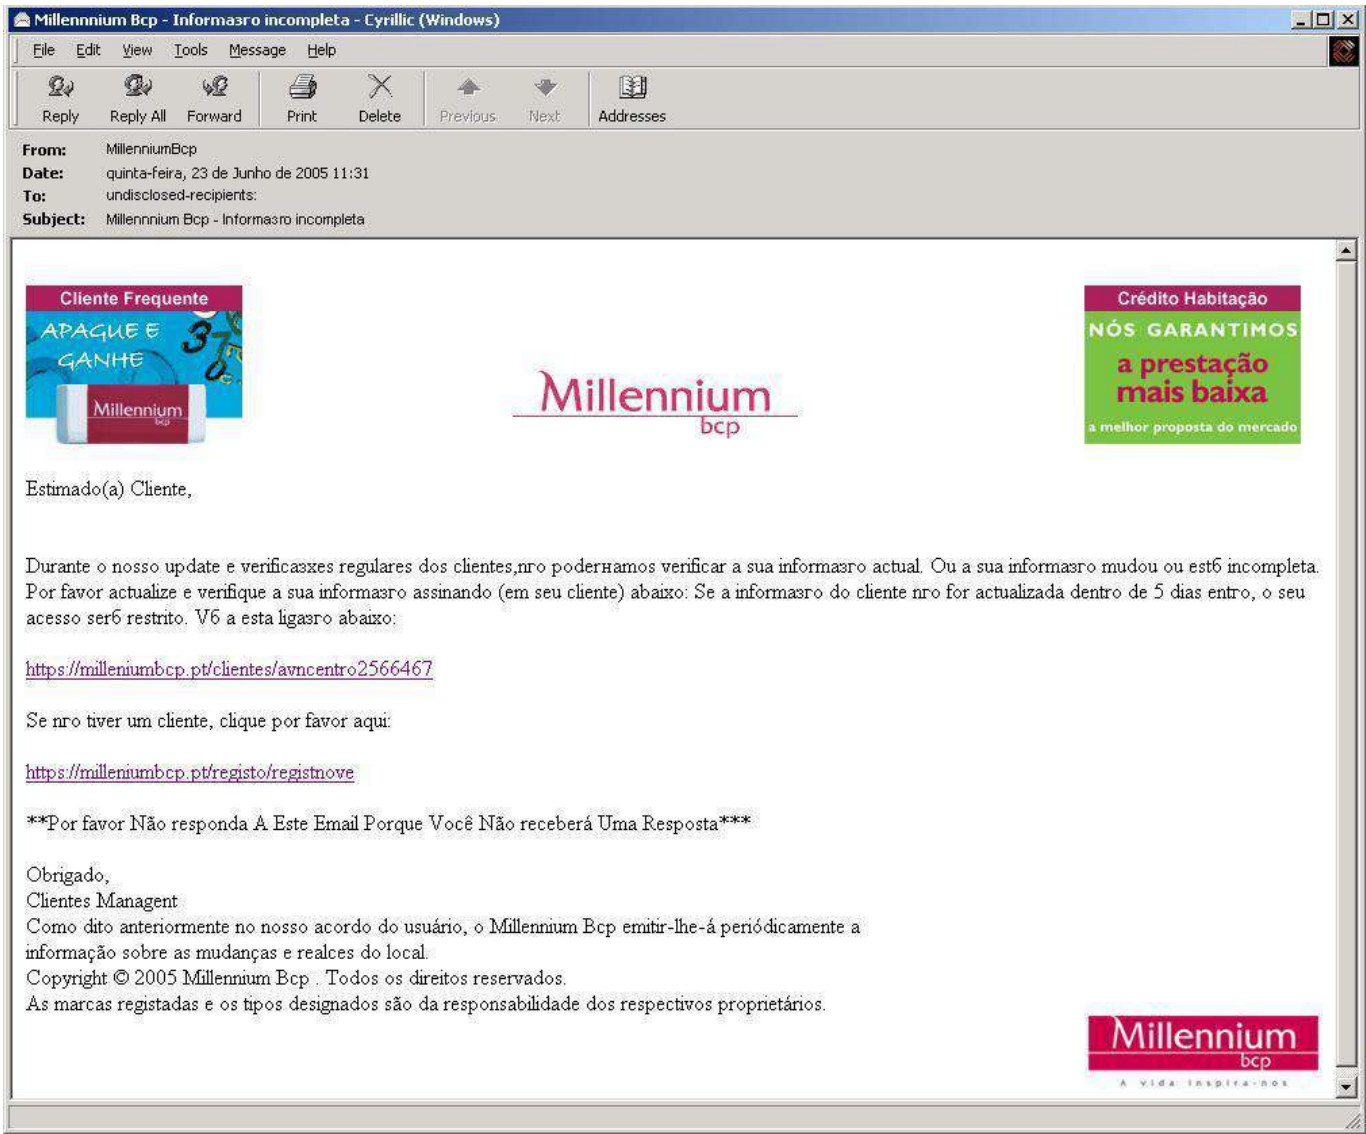 Millennnium Bcp - Informaзгo incompleta - Cyrillic (Windows)
File Edit View Tools Message Help
Reply Reply All Forward Print Delete Previous Next Addresses
From: MillenniumBcp
Date: quinta-feira, 23 de Junho de 2005 11:31
To: undisclosed-recipients:
Subject: Millennnium Bcp - Informaзгo incompleta
Cliente Frequente
APAGUE E
GANHE
Millennium
bcp
Millennium
bcp
Crédito Habitação
NÓS GARANTIMOS
a prestação
mais baixa
a melhor proposta do mercado
Estimado(a) Cliente,
Durante o nosso update e verificaзхes regulares dos clientes,nгo poderнamos verificar a sua informaзгo actual. Ou a sua informaзгo mudou ou estб incompleta.
Por favor actualize e verifique a sua informaзгo assinando (em seu cliente) abaixo: Se a informaзгo do cliente nгo for actualizada dentro de 5 dias entro, o seu
acesso serб restrito. Vб a esta ligaзгo abaixo:
https://milleniumbcp.pt/clientes/avncentro2566467
Se nгo tiver um cliente, clique por favor aqui:
https://milleniumbcp.pt/registo/registnove
**Por favor Não responda A Este Email Porque Você Não receberá Uma Resposta***
Obrigado,
Clientes Managent
Como dito anteriormente no nosso acordo do usuário, o Millennium Bcp emitir-lhe-á periódicamente a
informação sobre as mudanças e realces do local.
Copyright © 2005 Millennium Bcp . Todos os direitos reservados.
As marcas registadas e os tipos designados são da responsabilidade dos respectivos proprietários.
Millennium
bcp
A vida inspira-nos